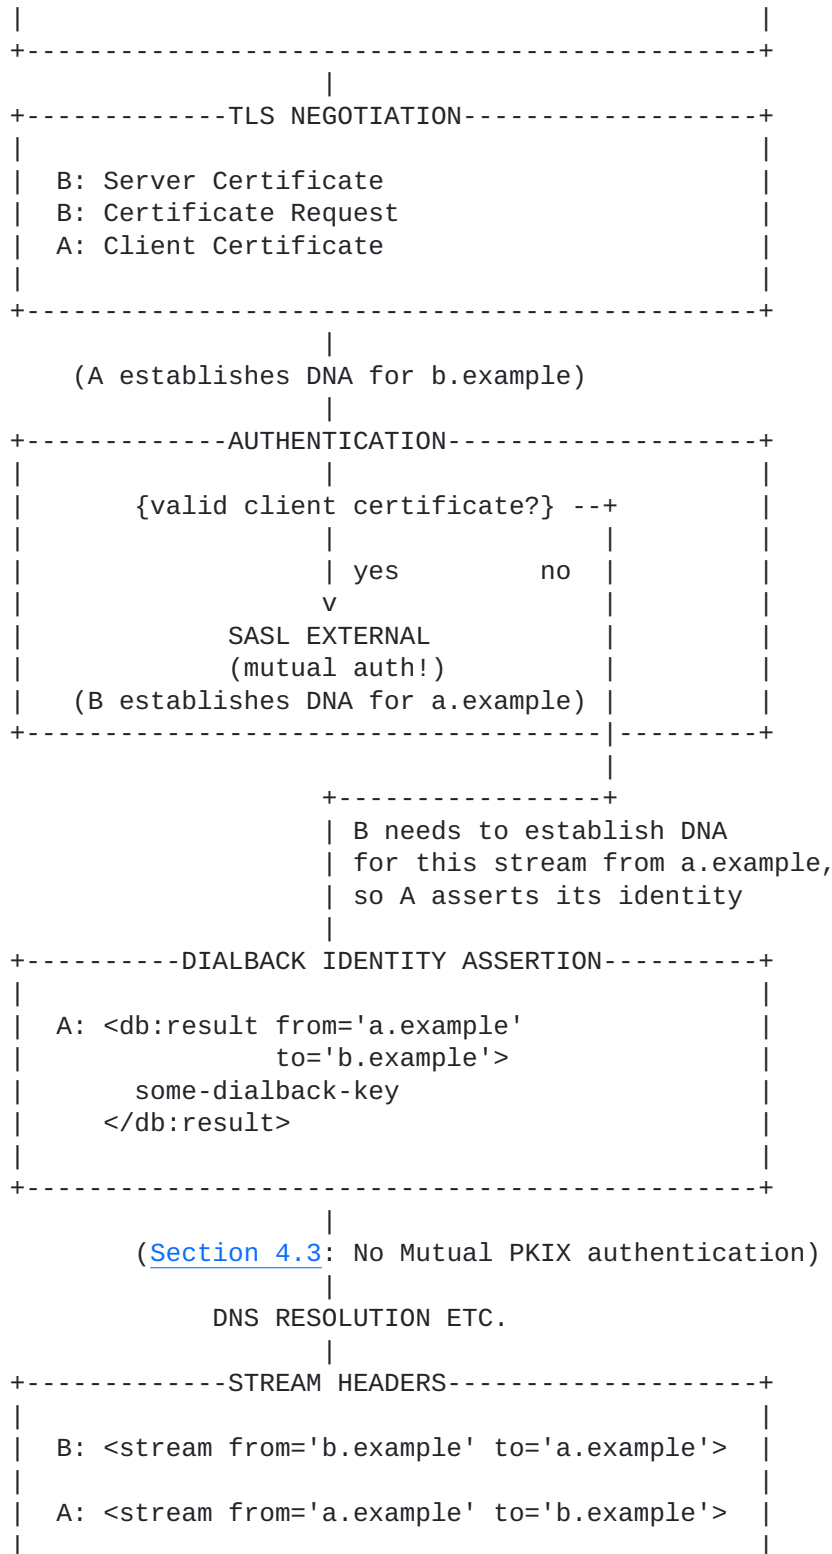 |                                               |
+-----------------------------------------------+
                    |
+-------------TLS NEGOTIATION-------------------+
|                                               |
|  B: Server Certificate                        |
|  B: Certificate Request                       |
|  A: Client Certificate                        |
|                                               |
+-----------------------------------------------+
                    |
    (A establishes DNA for b.example)
                    |
+-------------AUTHENTICATION--------------------+
|                   |                           |
|       {valid client certificate?} --+         |
|                   |                 |         |
|                   | yes         no  |         |
|                   v                 |         |
|             SASL EXTERNAL           |         |
|             (mutual auth!)          |         |
|   (B establishes DNA for a.example) |         |
+-------------------------------------|---------+
                                      |
                    +-----------------+
                    | B needs to establish DNA
                    | for this stream from a.example,
                    | so A asserts its identity
                    |
+----------DIALBACK IDENTITY ASSERTION----------+
|                                               |
|  A: <db:result from='a.example'               |
|                to='b.example'>                |
|       some-dialback-key                       |
|     </db:result>                              |
|                                               |
+-----------------------------------------------+
                    |
        (Section 4.3: No Mutual PKIX authentication)
                    |
             DNS RESOLUTION ETC.
                    |
+-------------STREAM HEADERS--------------------+
|                                               |
|  B: <stream from='b.example' to='a.example'>  |
|                                               |
|  A: <stream from='a.example' to='b.example'>  |
|                                               |